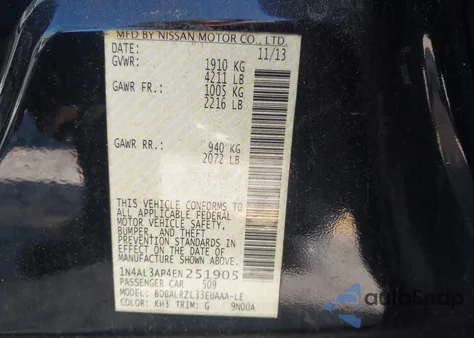 MFD BY NISSAN MOTOR CO., LTD.
DATE: 11/13
GVWR: 1910 KG
4211 LB
GAWR FR.: 1005 KG
2216 LB
GAWR RR.: 940 KG
2072 LB
THIS VEHICLE CONFORMS TO
ALL APPLICABLE FEDERAL
MOTOR VEHICLE SAFETY,
BUMPER, AND THEFT
PREVENTION STANDARDS IN
EFFECT ON THE DATE OF
MANUFACTURE SHOWN ABOVE.
1N4AL3AP4EN251905
PASSENGER CAR 509
MODEL: BDBALRZL33EUAAA-LE
COLOR: KH3 TRIM: G 9N00A
AutoSnap